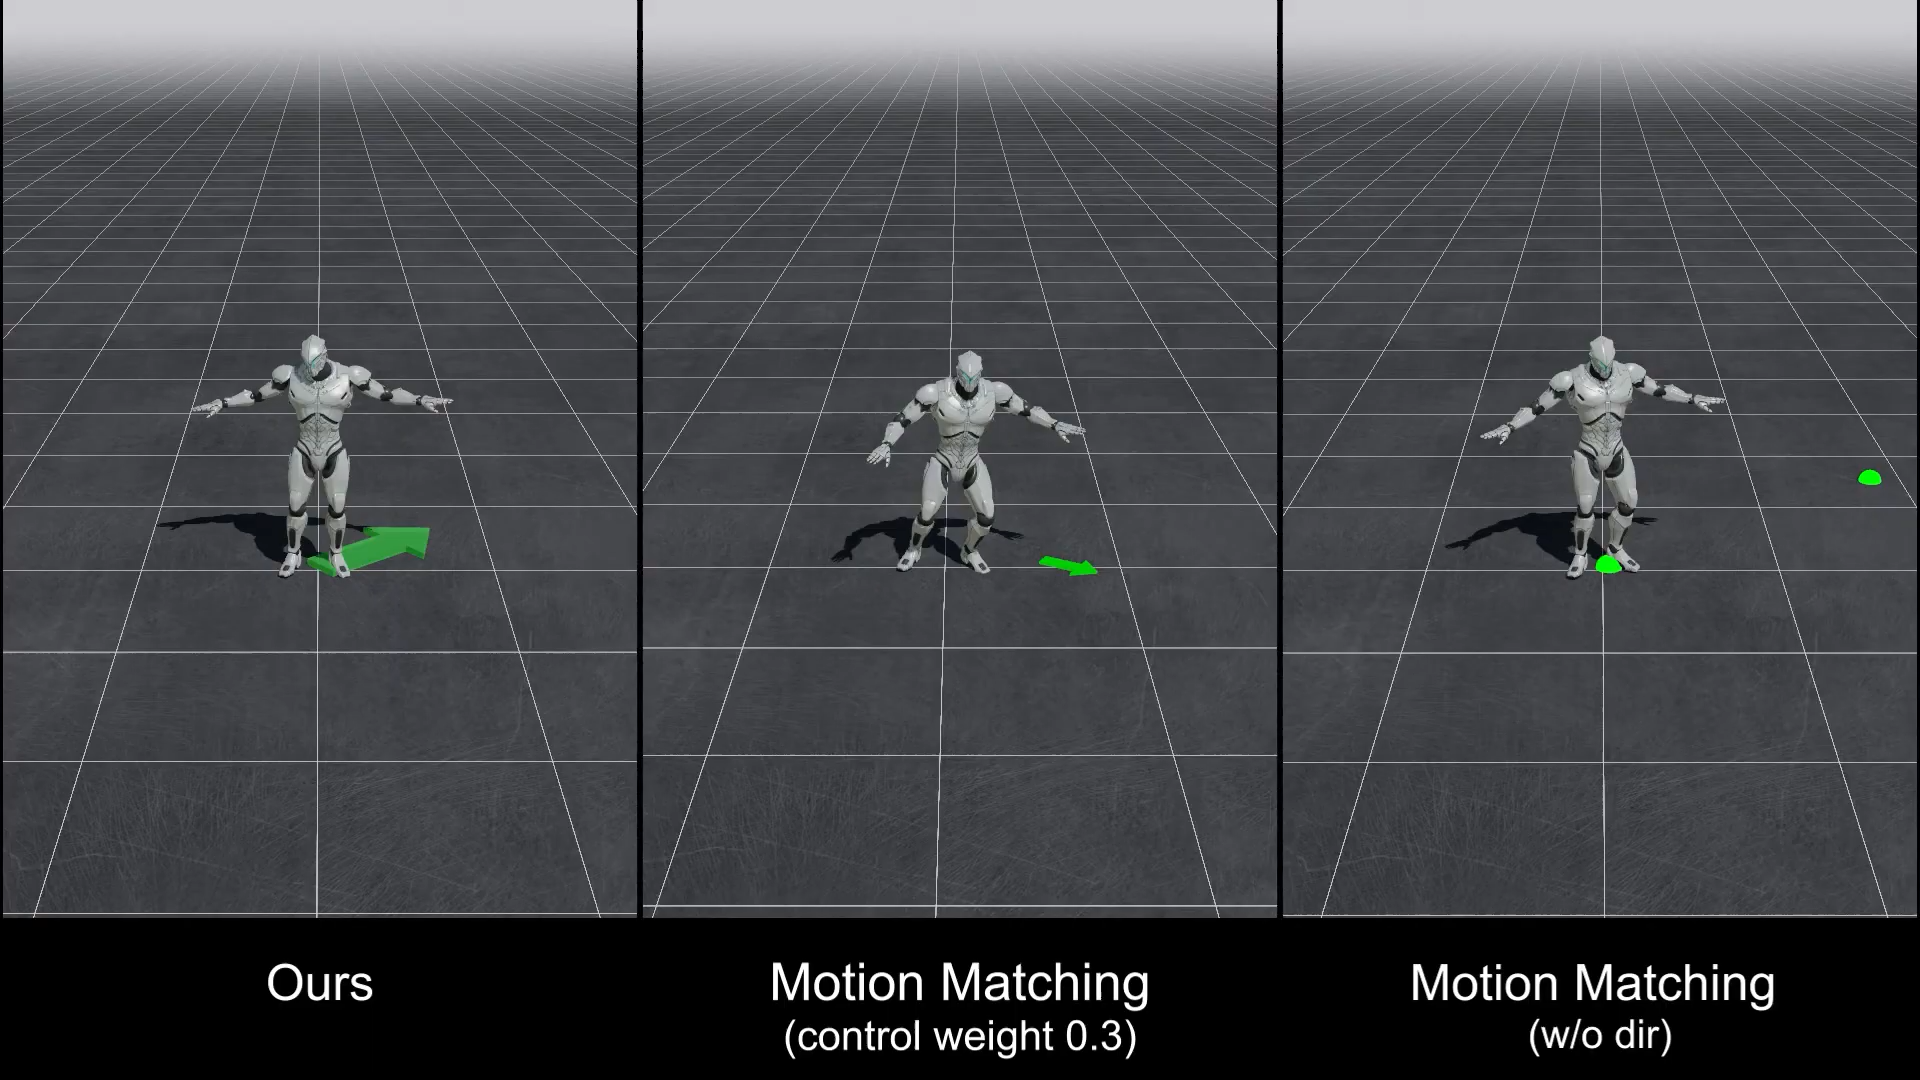 Ours
Motion Matching
(control weight 0.3)
Motion Matching
(w/o dir)